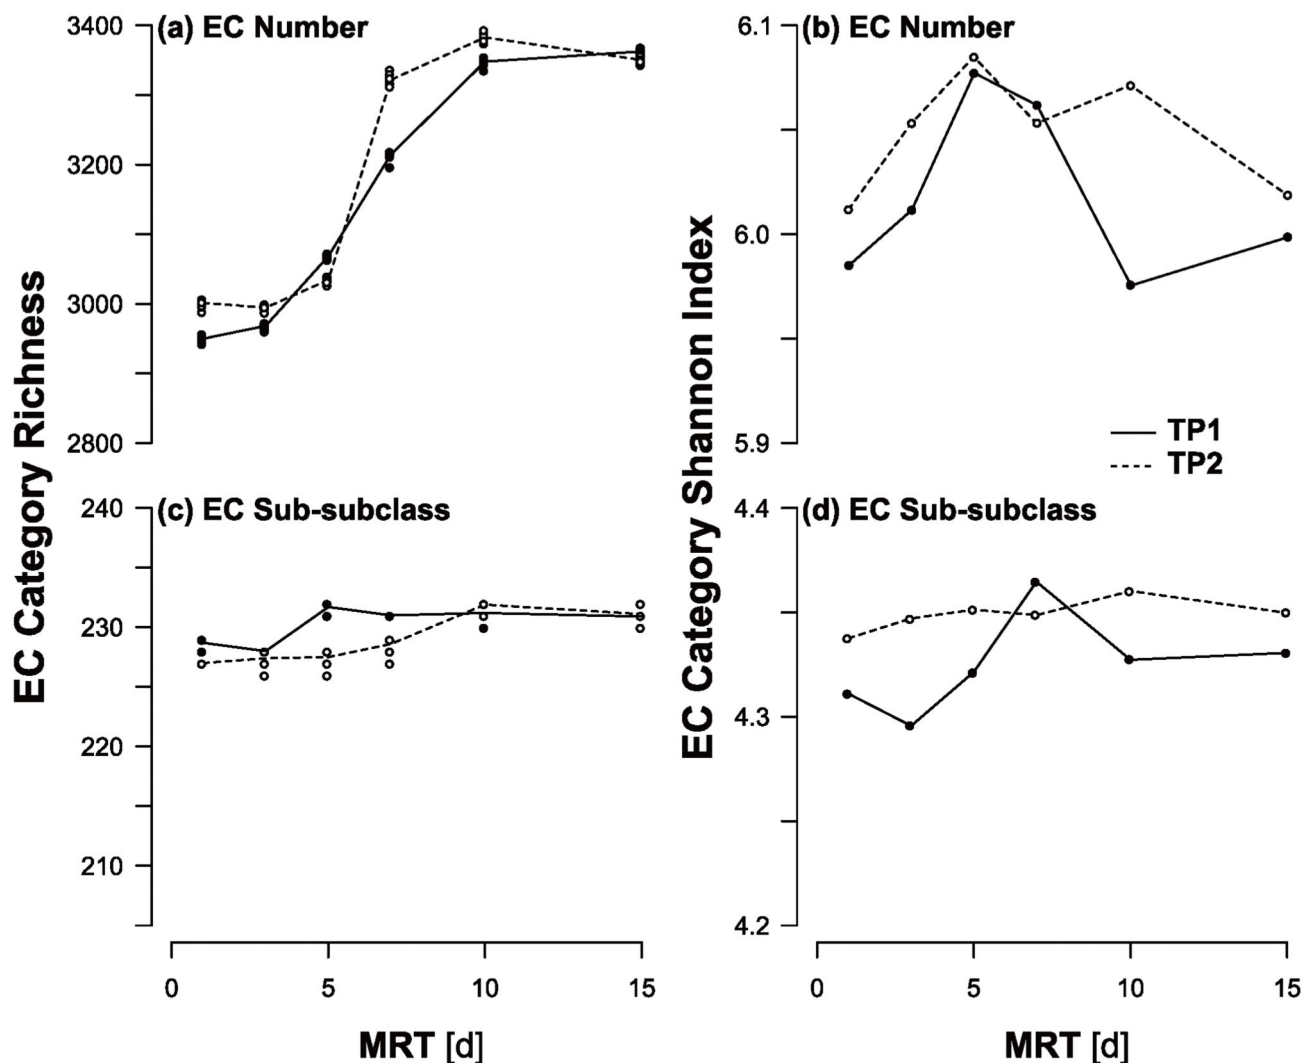 (a) EC Number
3400
3200
3000
2800
EC Category Richness
(b) EC Number
6.1
6.0
5.9
EC Category Shannon Index
TP1
TP2
(c) EC Sub-subclass
240
230
220
210
0 5 10 15
MRT [d]
(d) EC Sub-subclass
4.4
4.3
4.2
0 5 10 15
MRT [d]